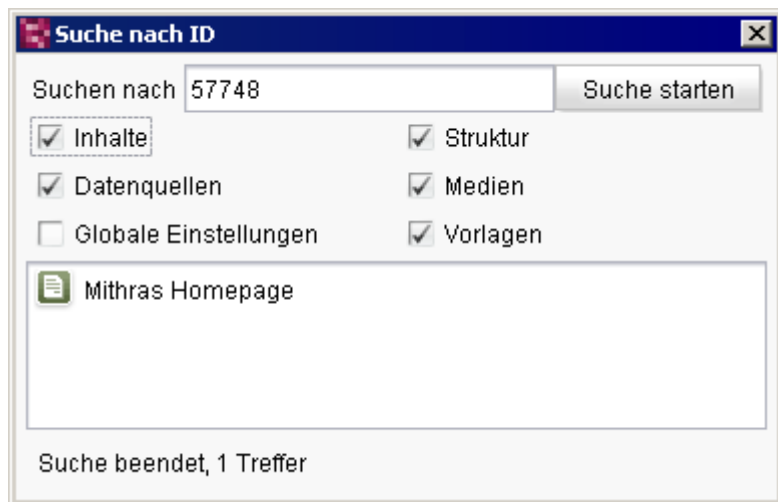 Suche nach ID
Suchen nach 57748 Suche starten
Inhalte Struktur
Datenquellen Medien
Globale Einstellungen Vorlagen
Mithras Homepage
Suche beendet, 1 Treffer